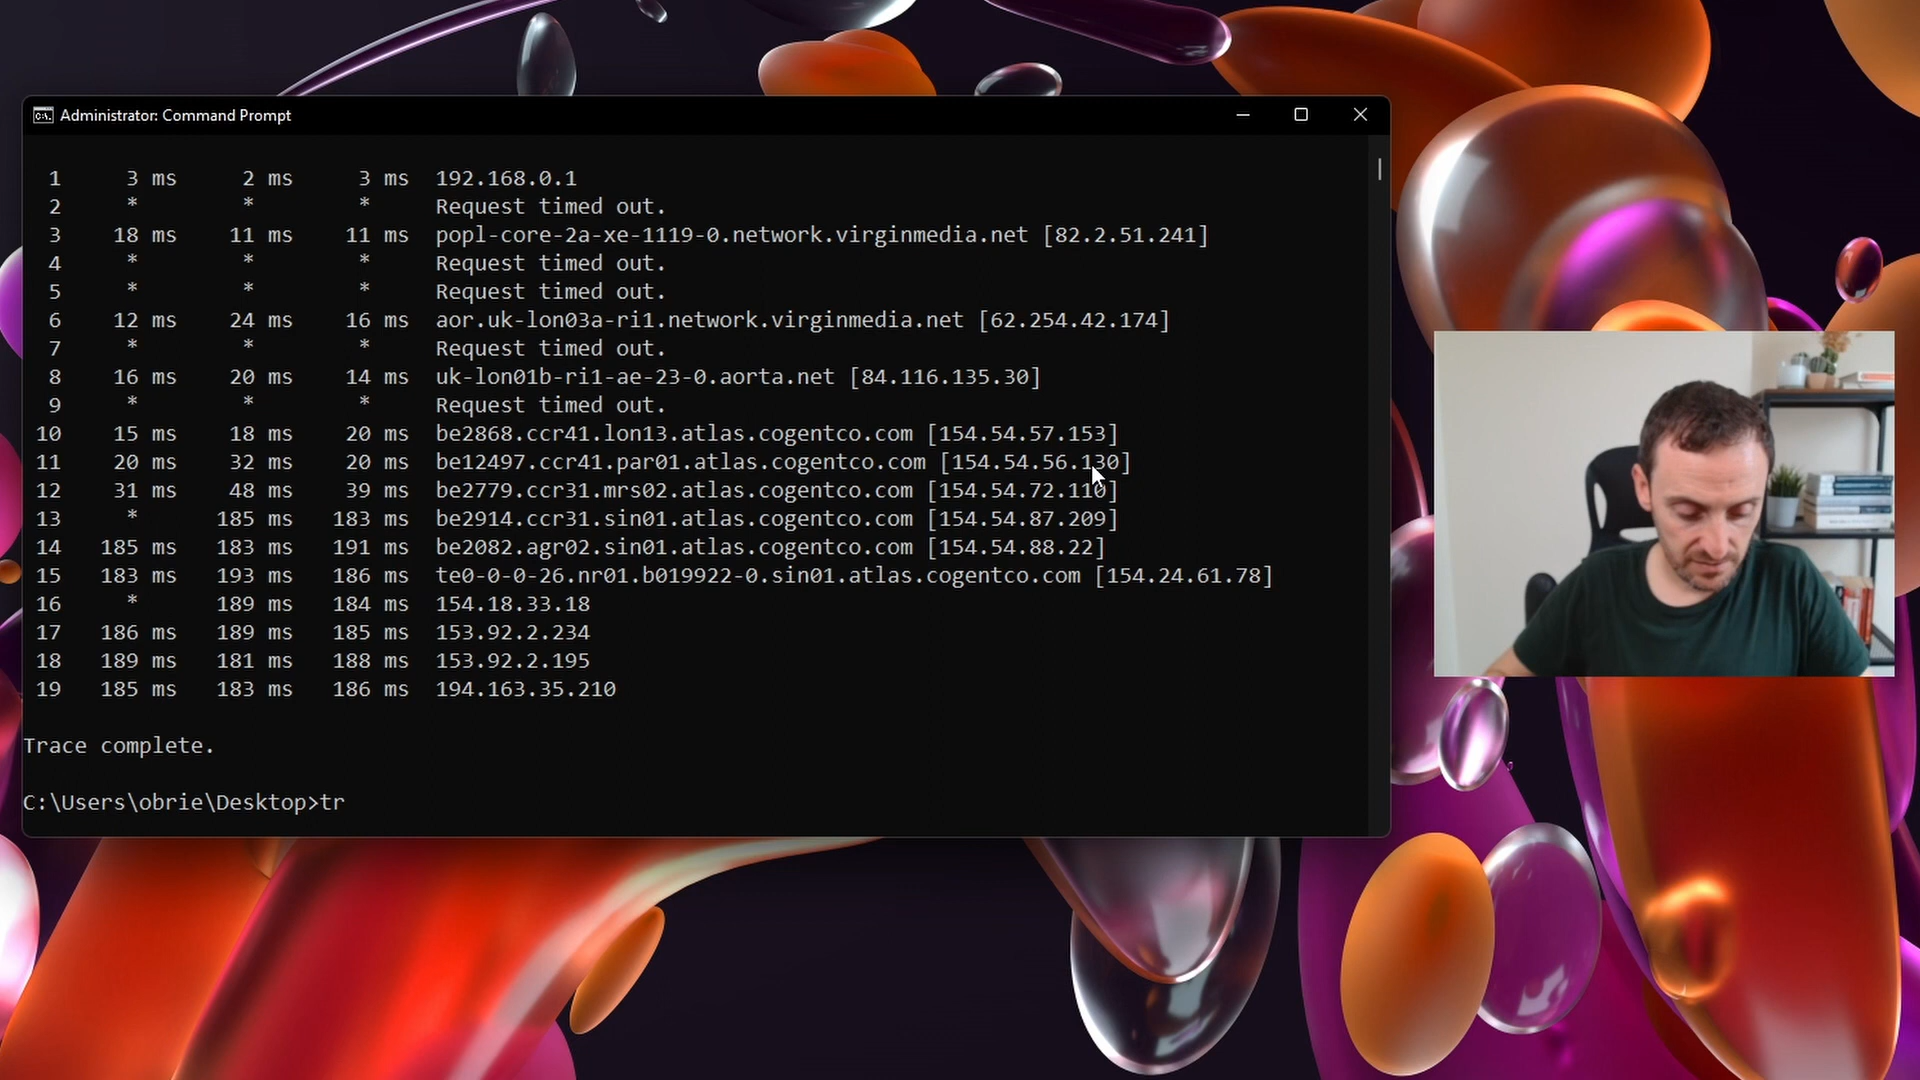 Administrator: Command Prompt
1 3 ms 2 ms 3 ms 192.168.0.1
2 * * * Request timed out.
3 18 ms 11 ms 11 ms popl-core-2a-xe-1119-0.network.virginmedia.net [82.2.51.241]
4 * * * Request timed out.
5 * * * Request timed out.
6 12 ms 24 ms 16 ms aor.uk-lon03a-ri1.network.virginmedia.net [62.254.42.174]
7 * * * Request timed out.
8 16 ms 20 ms 14 ms uk-lon01b-ri1-ae-23-0.aorta.net [84.116.135.30]
9 * * * Request timed out.
10 15 ms 18 ms 20 ms be2868.ccr41.lon13.atlas.cogentco.com [154.54.57.153]
11 20 ms 32 ms 20 ms be12497.ccr41.par01.atlas.cogentco.com [154.54.56.130]
12 31 ms 48 ms 39 ms be2779.ccr31.mrs02.atlas.cogentco.com [154.54.72.110]
13 * 185 ms 183 ms be2914.ccr31.sin01.atlas.cogentco.com [154.54.87.209]
14 185 ms 183 ms 191 ms be2082.agr02.sin01.atlas.cogentco.com [154.54.88.22]
15 183 ms 193 ms 186 ms te0-0-0-26.nr01.b019922-0.sin01.atlas.cogentco.com [154.24.61.78]
16 * 189 ms 184 ms 154.18.33.18
17 186 ms 189 ms 185 ms 153.92.2.234
18 189 ms 181 ms 188 ms 153.92.2.195
19 185 ms 183 ms 186 ms 194.163.35.210
Trace complete.
C:\Users\obrie\Desktop>tr